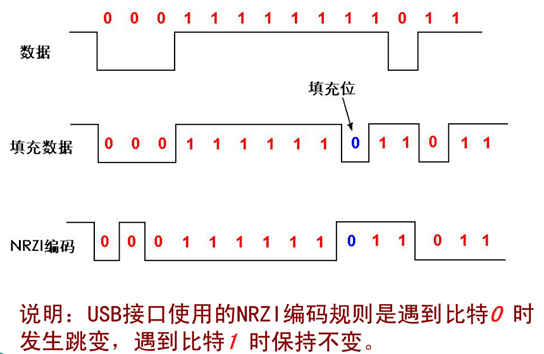 0 0 0 1 1 1 1 1 1 1 1 0 1 1
数据
填充位
填充数据 0 0 0 1 1 1 1 1 1 0 1 1 0 1 1
NRZI编码 0 0 0 1 1 1 1 1 1 0 1 1 0 1 1
说明：USB接口使用的NRZI编码规则是遇到比特0 时
发生跳变，遇到比特1 时保持不变。